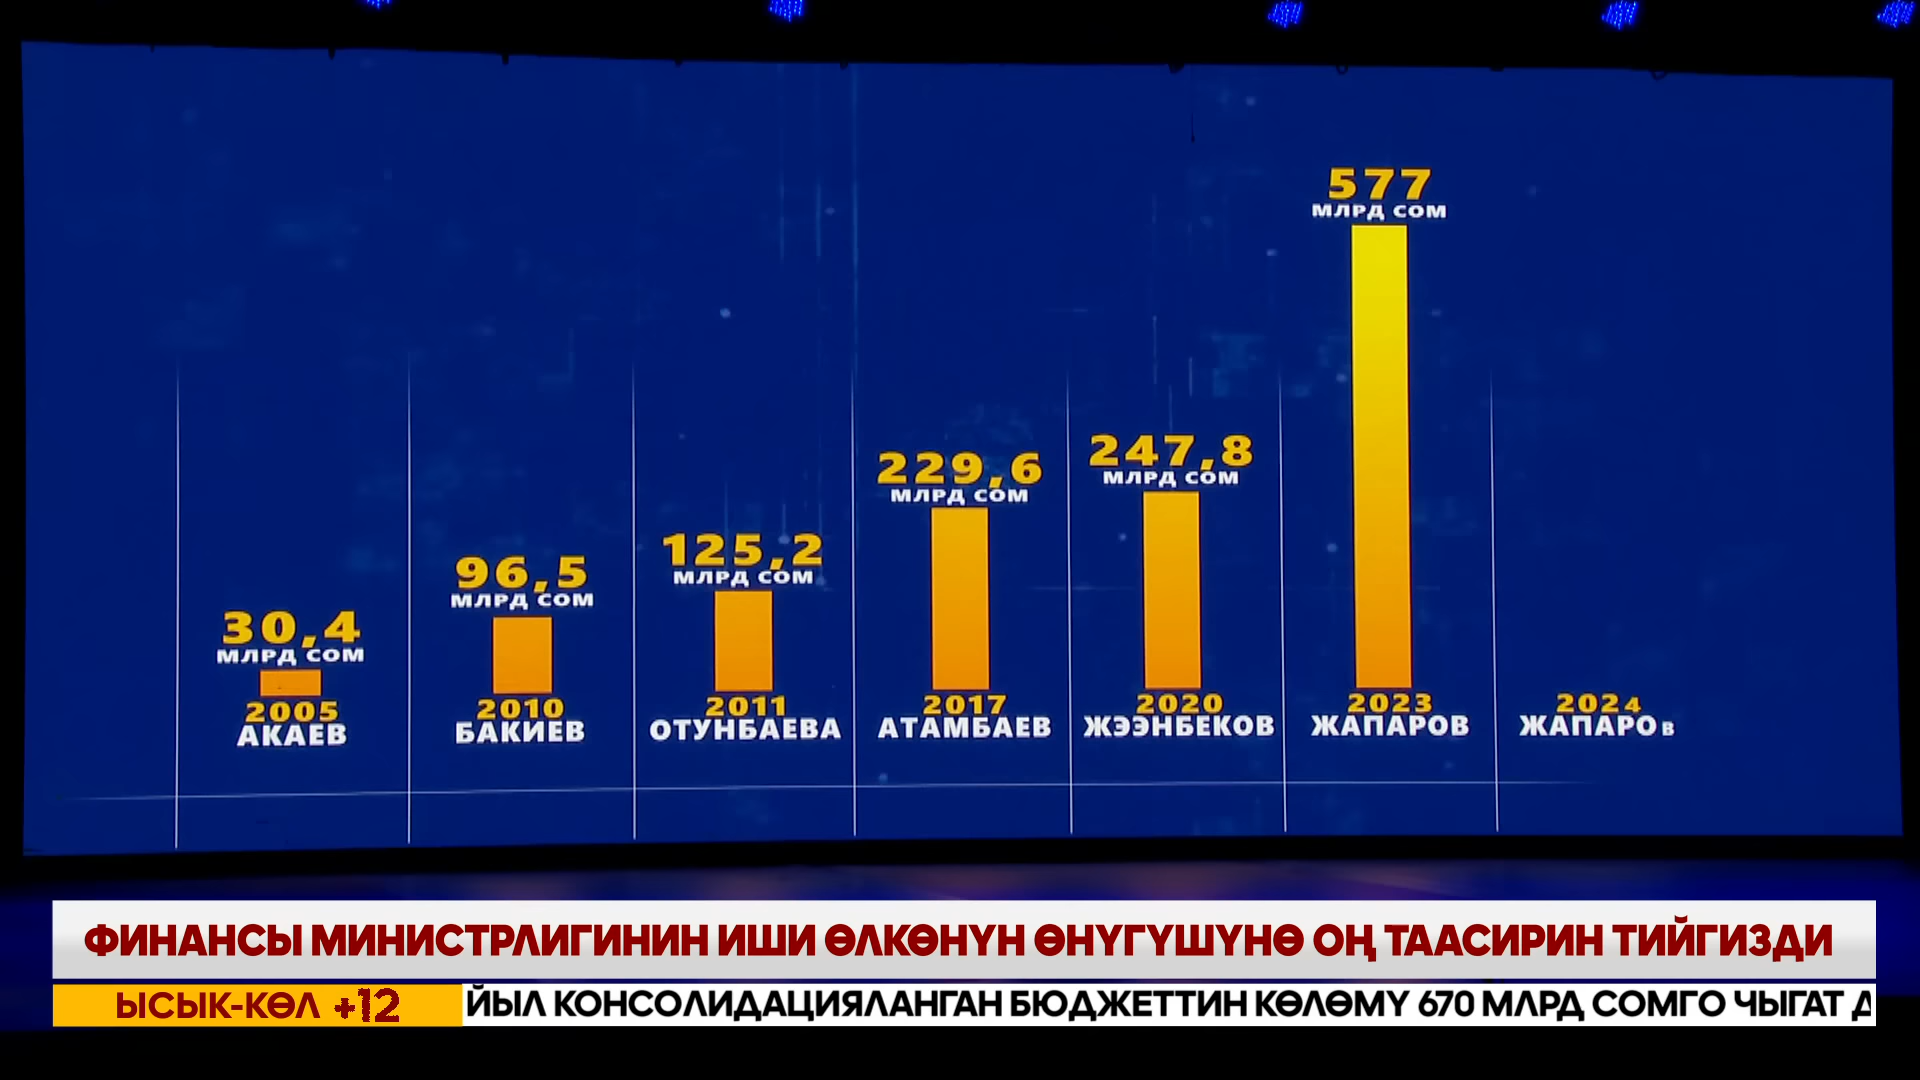 30,4
МЛРД СОМ
2005
АКАЕВ
96,5
МЛРД СОМ
2010
БАКИЕВ
125,2
МЛРД СОМ
2011
ОТУНБАЕВА
229,6
МЛРД СОМ
2017
АТАМБАЕВ
247,8
МЛРД СОМ
2020
ЖЭЭНБЕКОВ
577
МЛРД СОМ
2023
ЖАПАРОВ
2024
ЖАПАРОв
ФИНАНСЫ МИНИСТРЛИГИНИН ИШИ ӨЛКӨНҮН ӨНҮГҮШҮНӨ ОҢ ТААСИРИН ТИЙГИЗДИ
ЫСЫК-КӨЛ +12
ЙЫЛ КОНСОЛИДАЦИЯЛАНГАН БЮДЖЕТТИН КӨЛӨМҮ 670 МЛРД СОМГО ЧЫГАТ Д